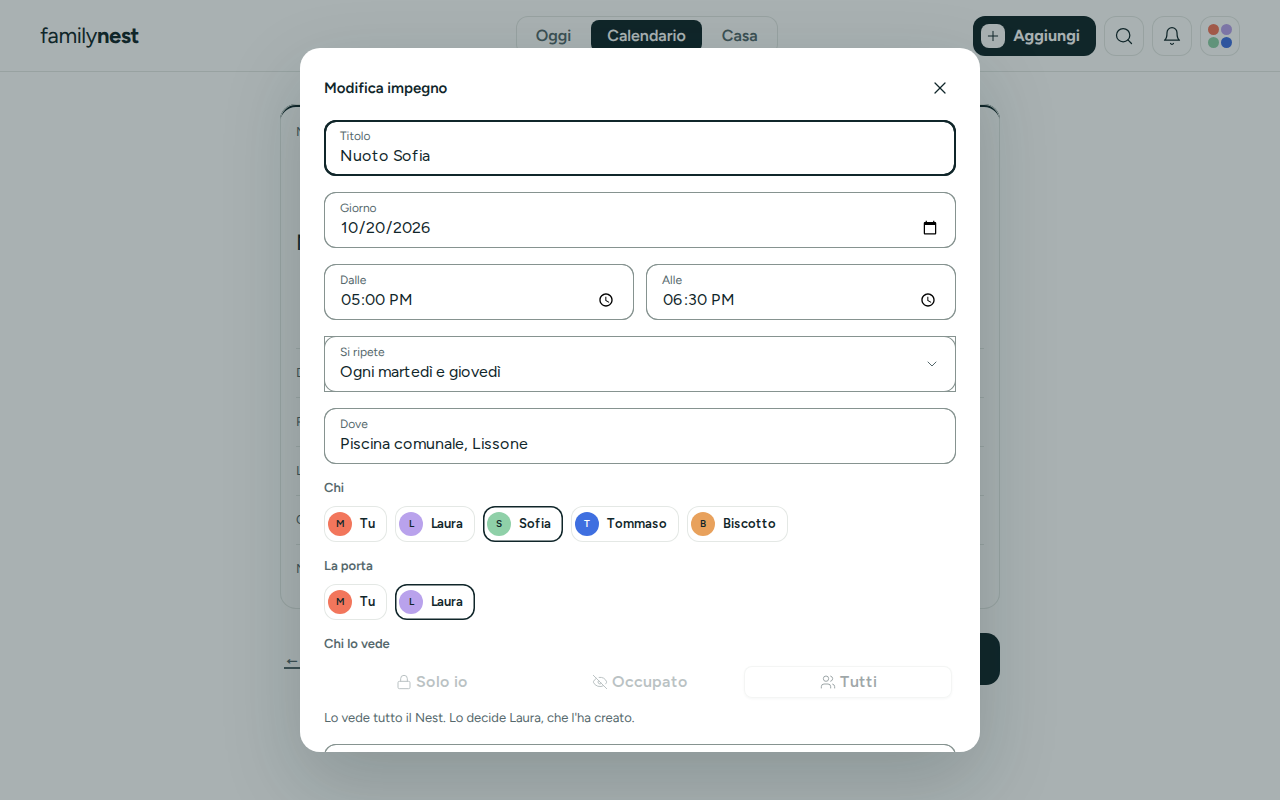 familynest
Oggi
Calendario
Casa
Aggiungi
Modifica impegno
Titolo
Nuoto Sofia
Giorno
10/20/2026
Dalle
05:00 PM
Alle
06:30 PM
Si ripete
Ogni martedì e giovedì
Dove
Piscina comunale, Lissone
Chi
M Tu
L Laura
S Sofia
T Tommaso
B Biscotto
La porta
M Tu
L Laura
Chi lo vede
Solo io
Occupato
Tutti
Lo vede tutto il Nest. Lo decide Laura, che l'ha creato.